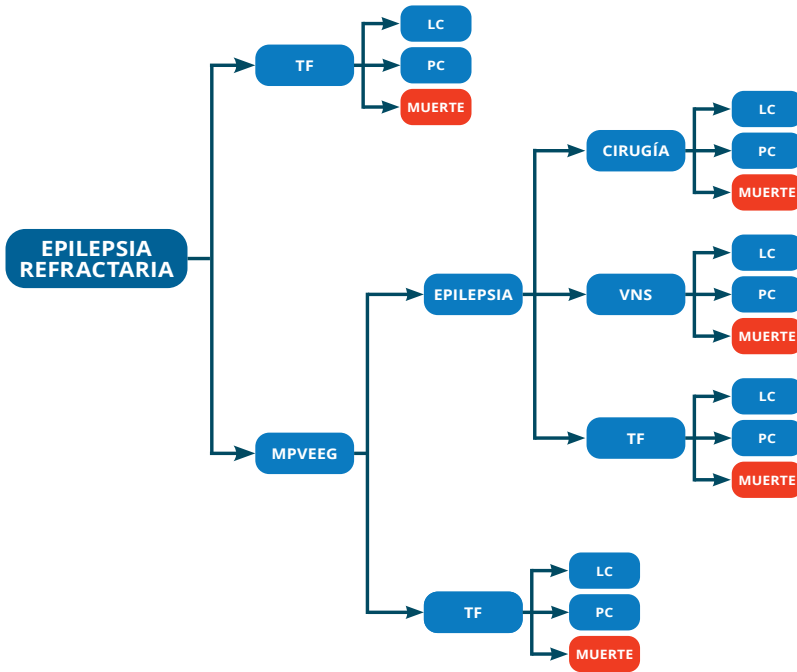 LC
TF
PC
MUERTE
LC
CIRUGÍA
PC
MUERTE
EPILEPSIA
REFRACTARIA
LC
EPILEPSIA
VNS
PC
MUERTE
LC
TF
PC
MUERTE
MPVEEG
LC
TF
PC
MUERTE